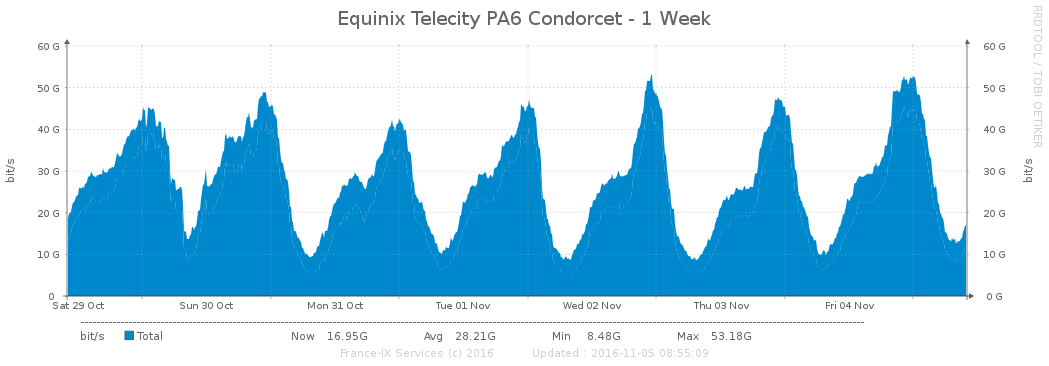 Equinix Telecity PA6 Condorcet - 1 Week
RRDTOOL / TOBI OETIKER
60 G 60 G
50 G 50 G
40 G 40 G
30 G 30 G
20 G 20 G
10 G 10 G
0 0 G
bit/s
bit/s
Sat 29 Oct Sun 30 Oct Mon 31 Oct Tue 01 Nov Wed 02 Nov Thu 03 Nov Fri 04 Nov
bit/s Total Now 16.95G Avg 28.21G Min 8.48G Max 53.18G
France-IX Services (c) 2016 Updated : 2016-11-05 08:55:09